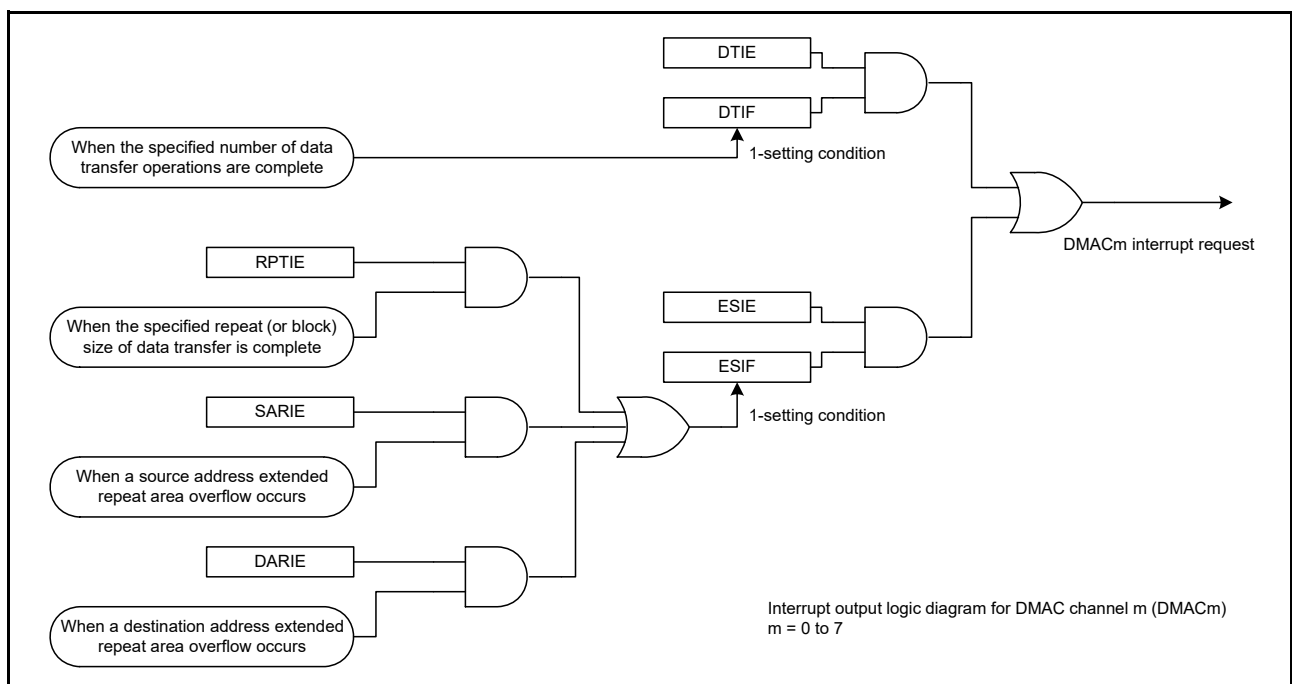 DTIE
DTIF
When the specified number of data
transfer operations are complete
1-setting condition
DMACm interrupt request
RPTIE
When the specified repeat (or block)
size of data transfer is complete
ESIE
ESIF
1-setting condition
SARIE
When a source address extended
repeat area overflow occurs
DARIE
When a destination address extended
repeat area overflow occurs
Interrupt output logic diagram for DMAC channel m (DMACm)
m = 0 to 7